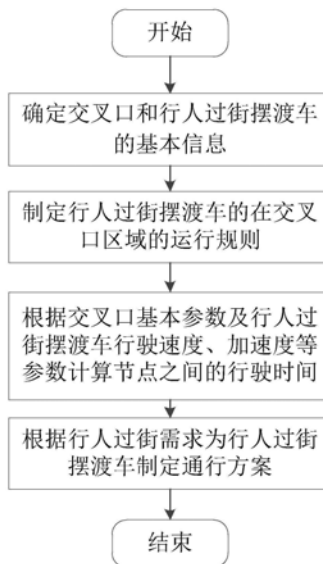 开始
确定交叉口和行人过街摆渡车
的基本信息
制定行人过街摆渡车的在交叉
口区域的运行规则
根据交叉口基本参数及行人过
街摆渡车行驶速度、加速度等
参数计算节点之间的行驶时间
根据行人过街需求为行人过街
摆渡车制定通行方案
结束